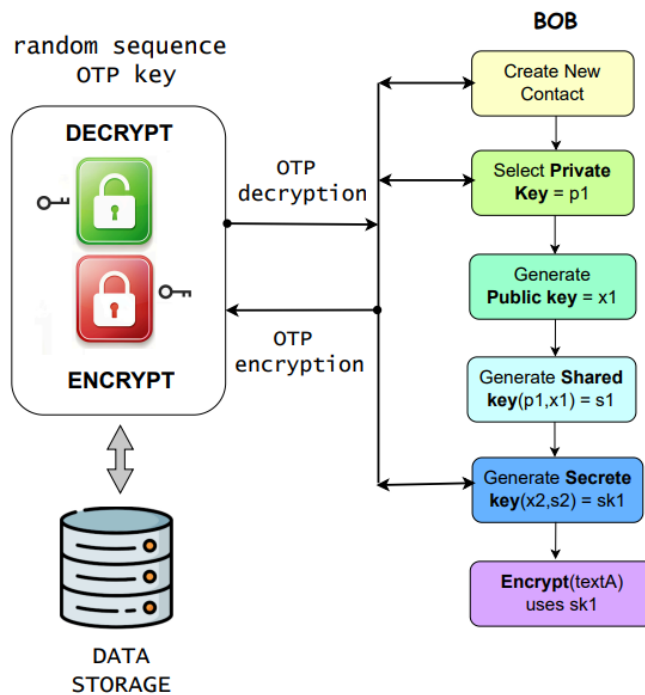 random sequence
OTP key
DECRYPT
ENCRYPT
OTP
decryption
OTP
encryption
DATA
STORAGE
BOB
Create New
Contact
Select Private
Key = p1
Generate
Public key = x1
Generate Shared
key(p1,x1) = s1
Generate Secrete
key(x2,s2) = sk1
Encrypt(textA)
uses sk1